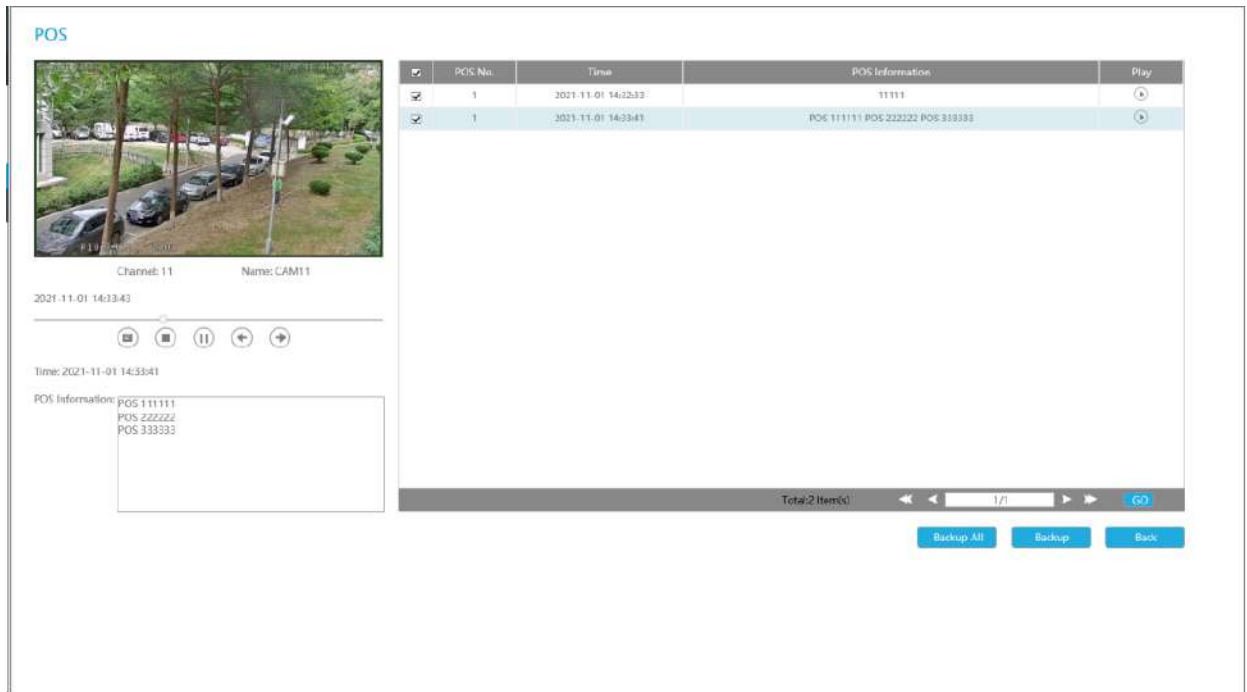 POS
POS No. Time POS Information Play
1 2021-11-01 14:22:33 11111
1 2021-11-01 14:33:41 POS 111111 POS 222222 POS 333333
Channel: 11 Name: CAM11
2021-11-01 14:33:43
Time: 2021-11-01 14:33:41
POS Information: POS 111111
POS 222222
POS 333333
Total:2 Item(s) 1/1 GO
Backup All Backup Back